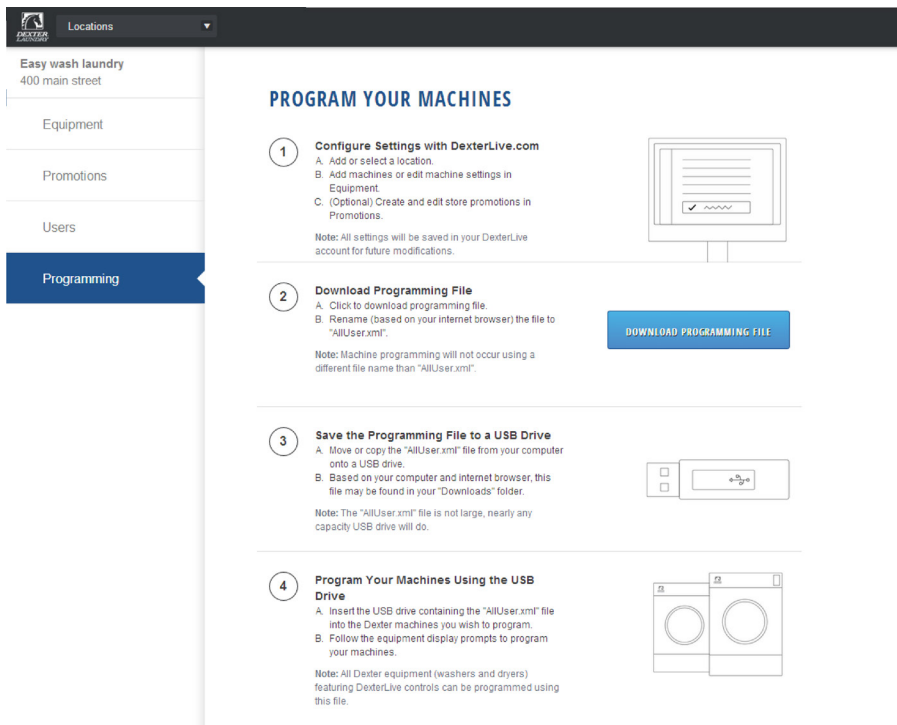 DEXTER
LAUNDRY
Locations
Easy wash laundry
400 main street
Equipment
Promotions
Users
Programming
PROGRAM YOUR MACHINES
1
Configure Settings with DexterLive.com
A. Add or select a location.
B. Add machines or edit machine settings in
Equipment.
C. (Optional) Create and edit store promotions in
Promotions.
Note: All settings will be saved in your DexterLive
account for future modifications.
2
Download Programming File
A. Click to download programming file.
B. Rename (based on your internet browser) the file to
"AllUser.xml".
Note: Machine programming will not occur using a
different file name than "AllUser.xml".
DOWNLOAD PROGRAMMING FILE
3
Save the Programming File to a USB Drive
A. Move or copy the "AllUser.xml" file from your computer
onto a USB drive.
B. Based on your computer and internet browser, this
file may be found in your "Downloads" folder.
Note: The "AllUser.xml" file is not large, nearly any
capacity USB drive will do.
4
Program Your Machines Using the USB
Drive
A. Insert the USB drive containing the "AllUser.xml" file
into the Dexter machines you wish to program.
B. Follow the equipment display prompts to program
your machines.
Note: All Dexter equipment (washers and dryers)
featuring DexterLive controls can be programmed using
this file.